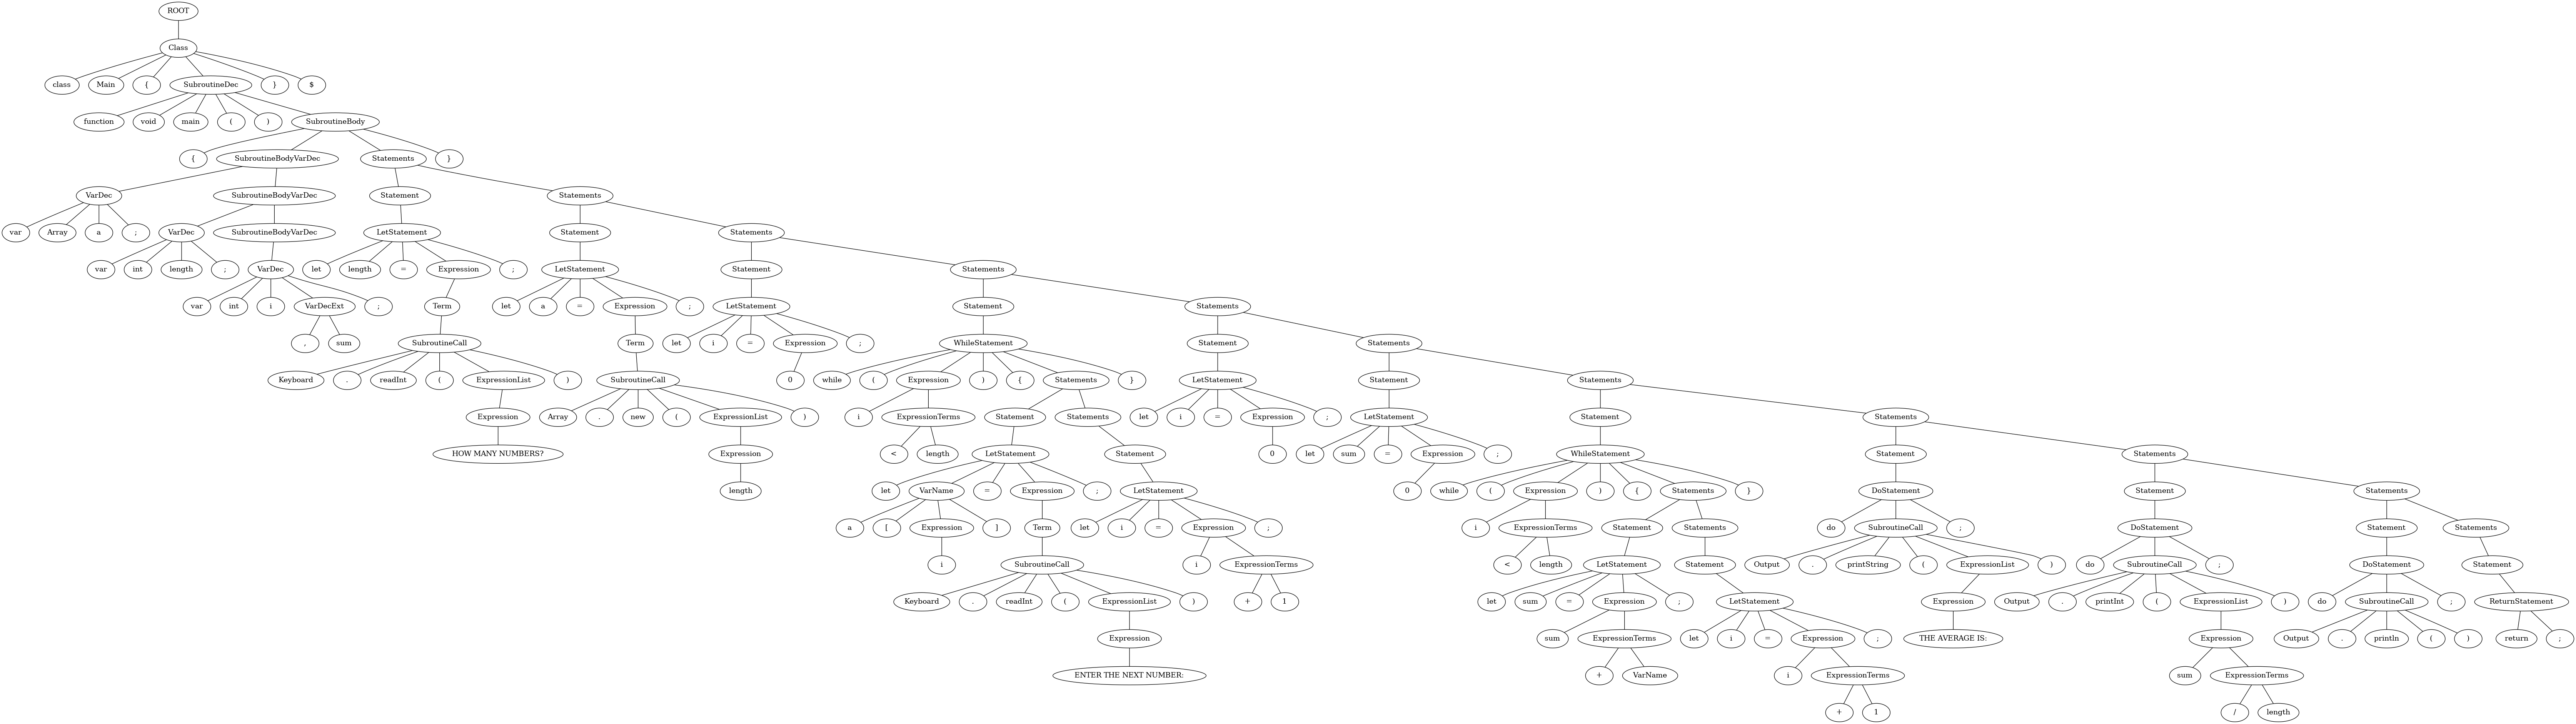 ROOT
Class
class Main { SubroutineDec } $
function void main ( ) SubroutineBody
{ SubroutineBodyVarDec Statements }
VarDec SubroutineBodyVarDec Statement Statements
var Array a ; VarDec SubroutineBodyVarDec LetStatement Statement Statements
var int length ; VarDec let length = Expression ; LetStatement Statement Statements
var int i VarDecExt ; Term let a = Expression ; LetStatement Statement Statements
, sum SubroutineCall Term let i = Expression ; WhileStatement Statement Statements
Keyboard . readInt ( ExpressionList ) SubroutineCall 0 while ( Expression ) { Statements } LetStatement Statement Statements
Expression Array . new ( ExpressionList ) i ExpressionTerms Statement Statements let i = Expression ; LetStatement Statement Statements
HOW MANY NUMBERS? Expression < length LetStatement Statement 0 let sum = Expression ; WhileStatement Statement Statements
length let VarName = Expression ; LetStatement 0 while ( Expression ) { Statements } DoStatement Statement Statements
a [ Expression ] Term let i = Expression ; i ExpressionTerms Statement Statements do SubroutineCall ; DoStatement Statement Statements
i SubroutineCall i ExpressionTerms < length LetStatement Statement Output . printString ( ExpressionList ) do SubroutineCall ; DoStatement Statement
Keyboard . readInt ( ExpressionList ) + 1 let sum = Expression ; LetStatement Expression Output . printInt ( ExpressionList ) do SubroutineCall ; ReturnStatement
Expression sum ExpressionTerms let i = Expression ; THE AVERAGE IS: Expression Output . println ( ) return ;
ENTER THE NEXT NUMBER: + VarName i ExpressionTerms sum ExpressionTerms
+ 1 / length